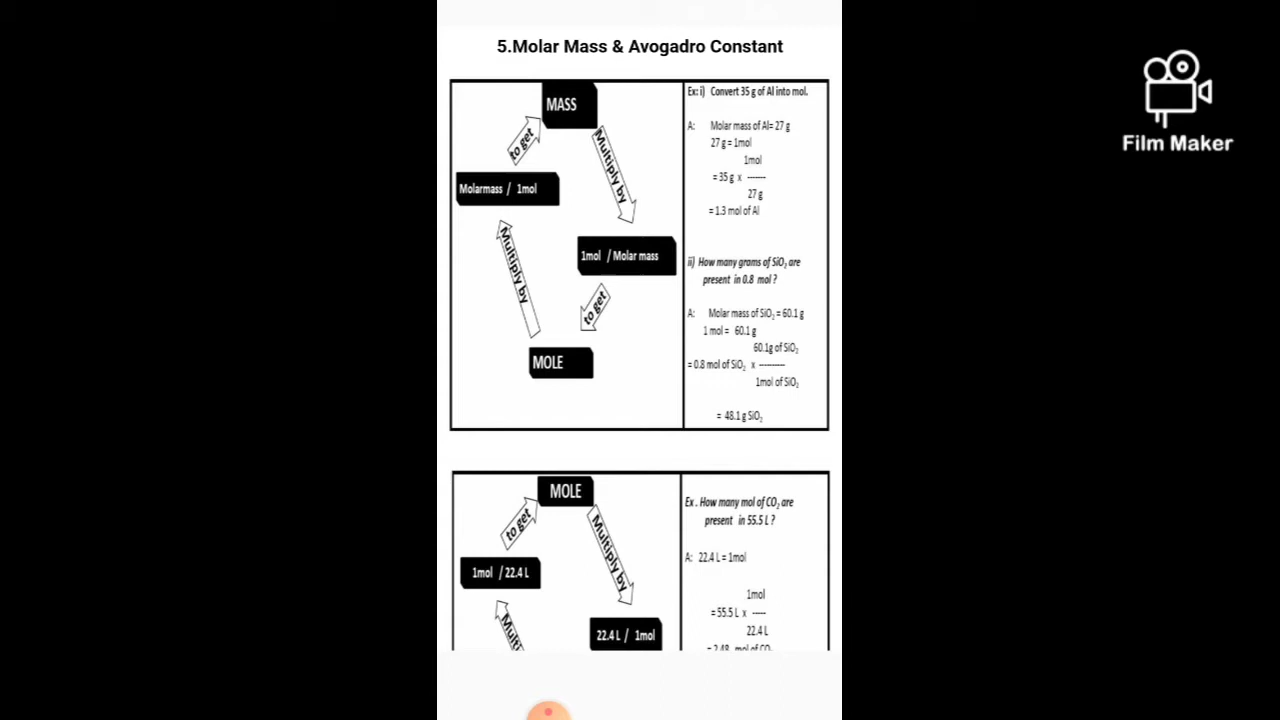 5.Molar Mass & Avogadro Constant
MASS
to get
Multiply by
Molarmass / 1mol
Multiply by
1mol / Molar mass
to get
MOLE
Ex: i) Convert 35 g of Al into mol.
A: Molar mass of Al= 27 g
27 g = 1mol
1mol
= 35 g x -------
27 g
= 1.3 mol of Al
ii) How many grams of SiO₂ are
present in 0.8 mol ?
A: Molar mass of SiO₂ = 60.1 g
1 mol = 60.1 g
60.1g of SiO₂
= 0.8 mol of SiO₂ x ----------
1mol of SiO₂
= 48.1 g SiO₂
MOLE
to get
Multiply by
1mol / 22.4 L
22.4 L / 1mol
Ex . How many mol of CO₂ are
present in 55.5 L ?
A: 22.4 L = 1mol
1mol
= 55.5 L x -----
22.4 L
= 2.48 mol of CO₂
Film Maker